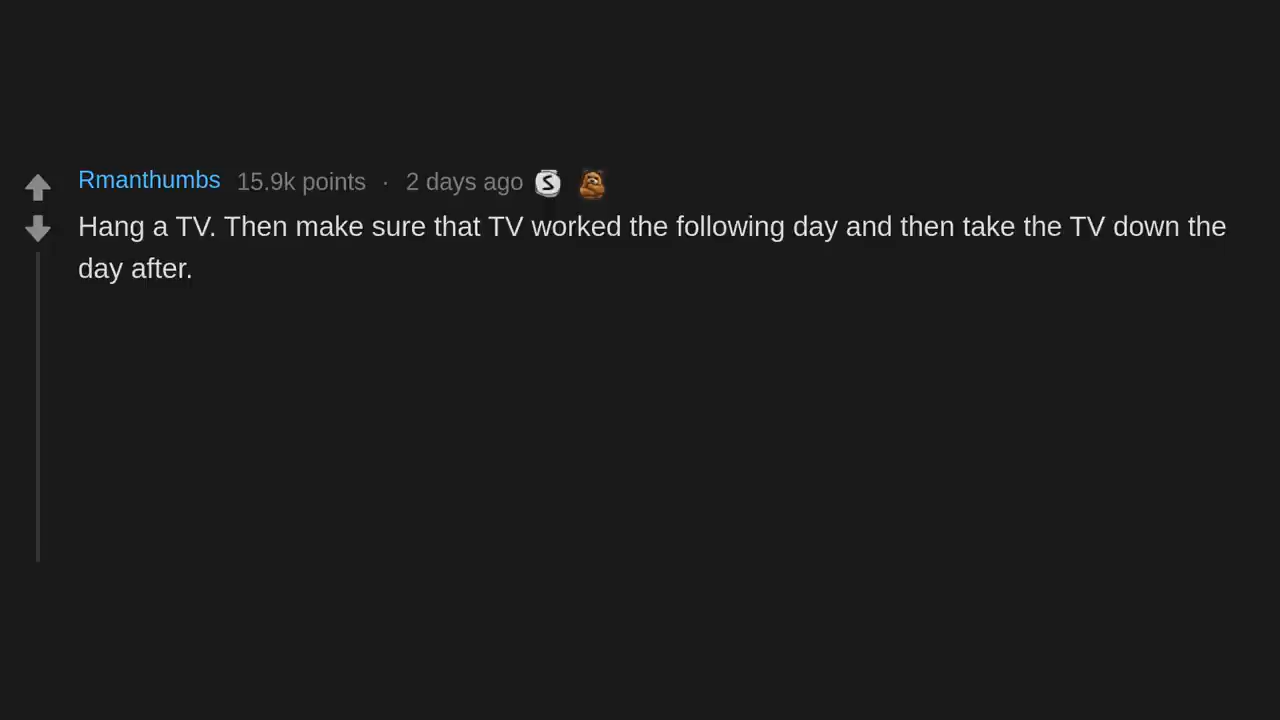 Rmanthumbs 15.9k points · 2 days ago S
Hang a TV. Then make sure that TV worked the following day and then take the TV down the
day after.